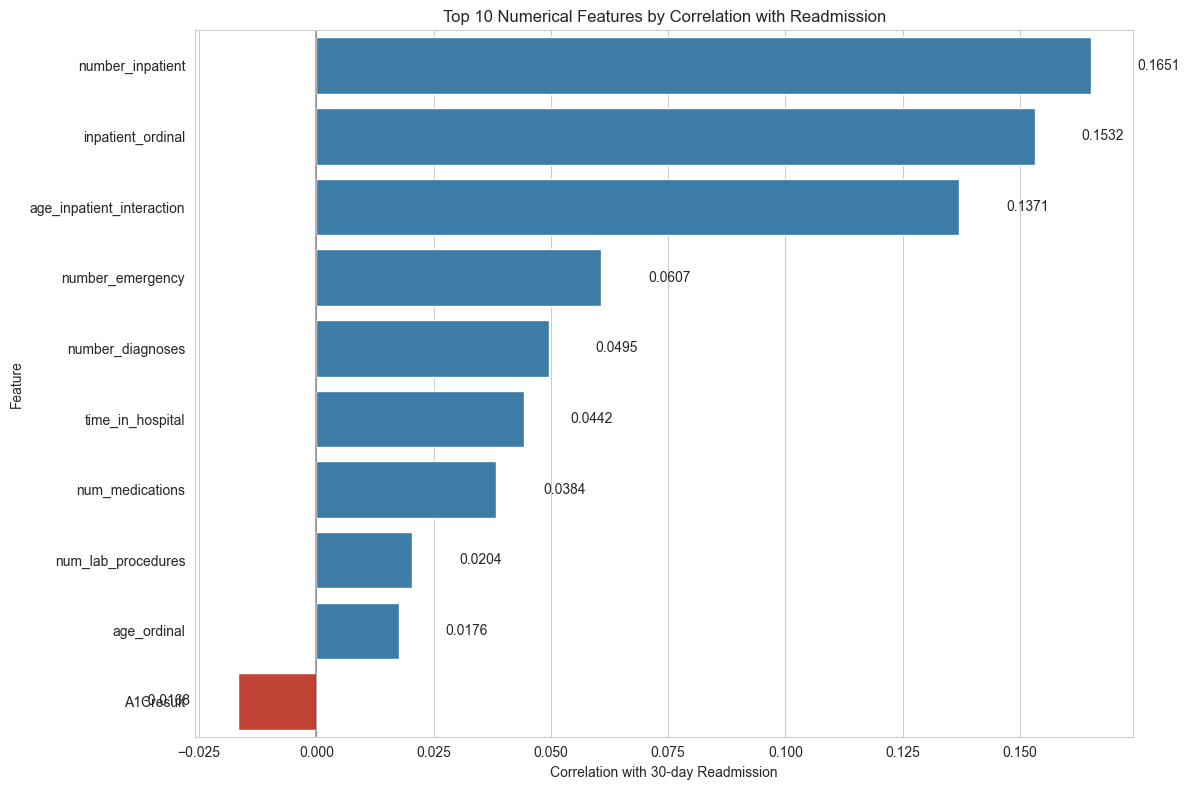 Top 10 Numerical Features by Correlation with Readmission
number_inpatient
0.1651
inpatient_ordinal
0.1532
age_inpatient_interaction
0.1371
number_emergency
0.0607
number_diagnoses
0.0495
time_in_hospital
0.0442
num_medications
0.0384
num_lab_procedures
0.0204
age_ordinal
0.0176
A1Cresult
Feature
−0.025 0.000 0.025 0.050 0.075 0.100 0.125 0.150
Correlation with 30-day Readmission